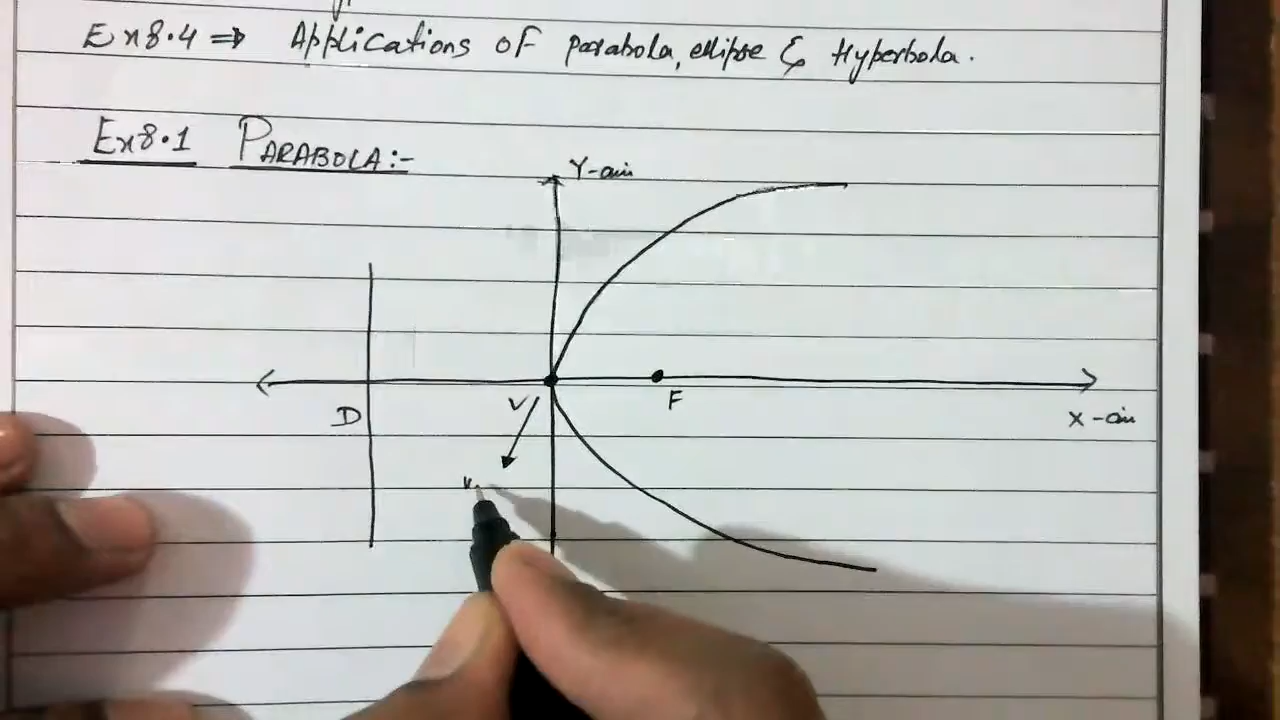 Ex8.4 ⇒ Applications of parabola, ellipse & Hyperbola.
Ex8.1 PARABOLA:-
Y-axis
V
F
D
X-axis